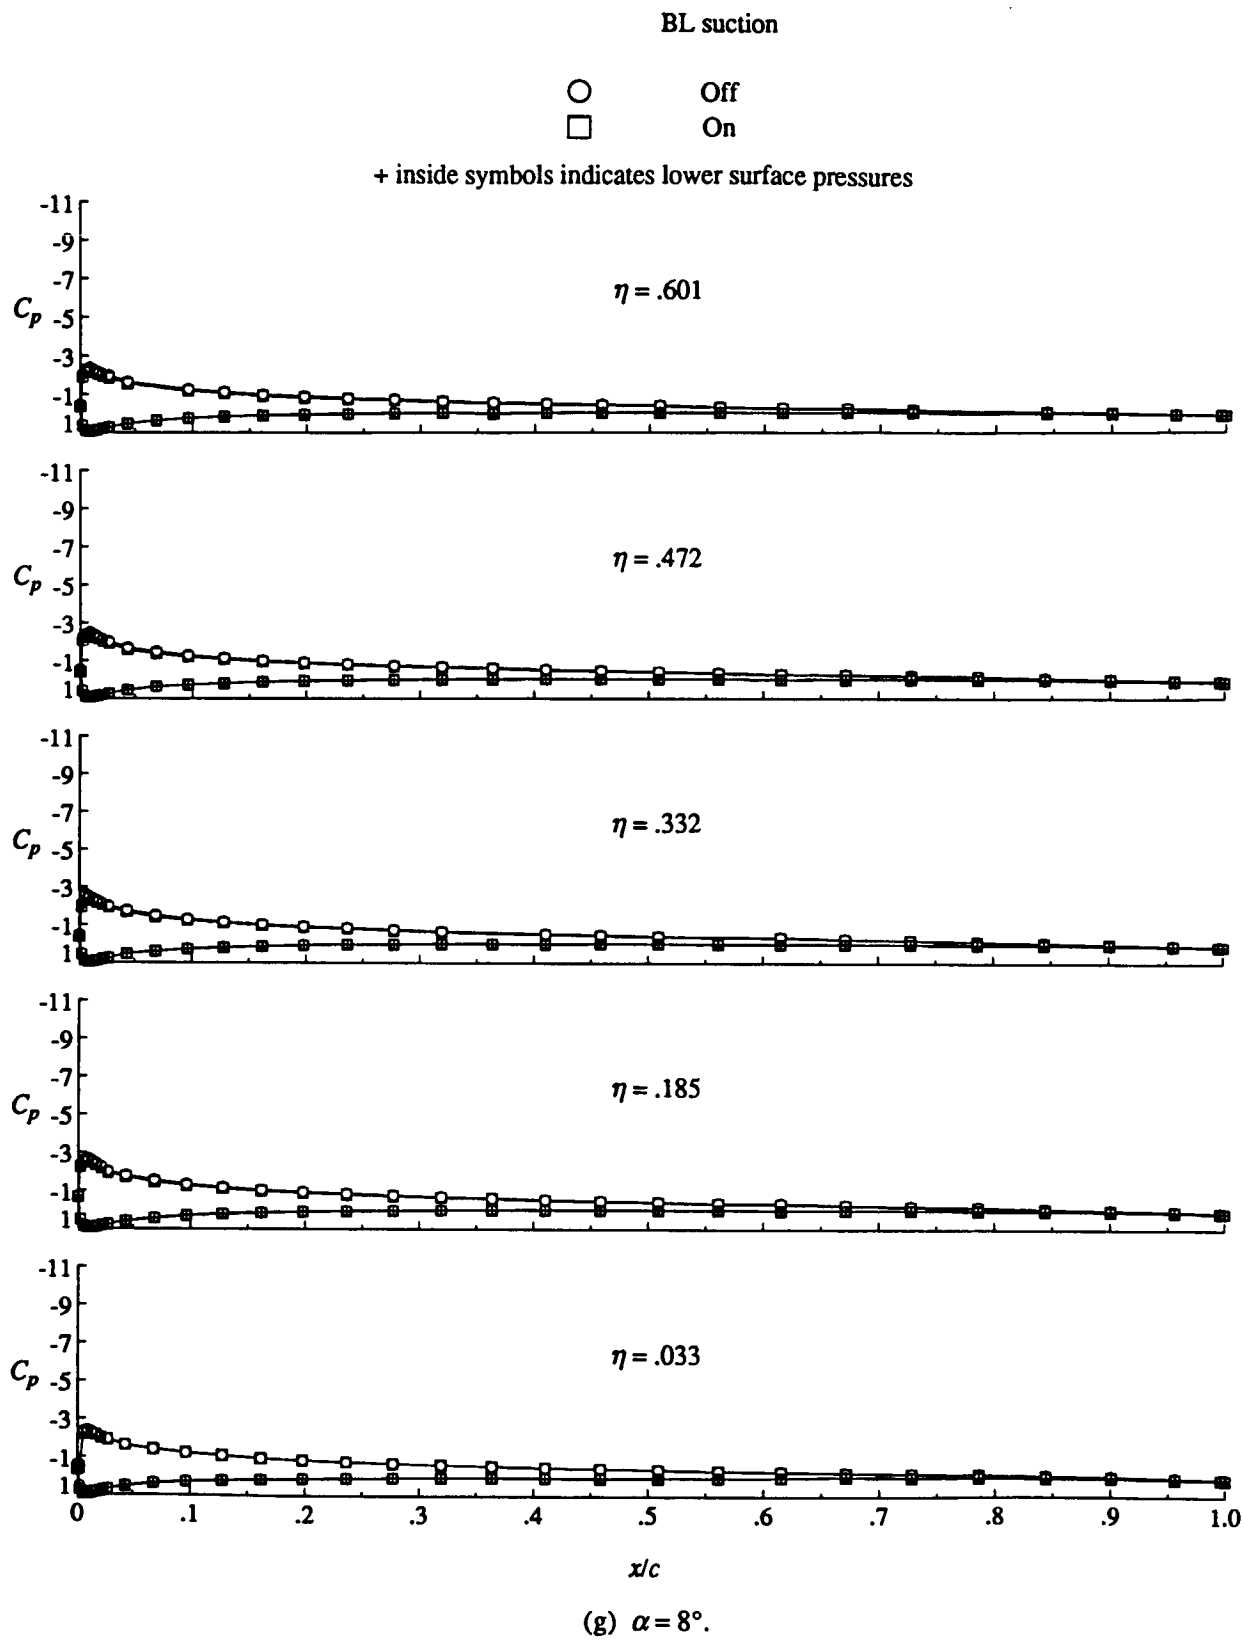 BL suction
○ Off
□ On
+ inside symbols indicates lower surface pressures
-11
-9
-7
-5
-3
-1
1
C_p
η = .601
-11
-9
-7
-5
-3
-1
1
C_p
η = .472
-11
-9
-7
-5
-3
-1
1
C_p
η = .332
-11
-9
-7
-5
-3
-1
1
C_p
η = .185
-11
-9
-7
-5
-3
-1
1
C_p
η = .033
0 .1 .2 .3 .4 .5 .6 .7 .8 .9 1.0
x/c
(g) α = 8°.